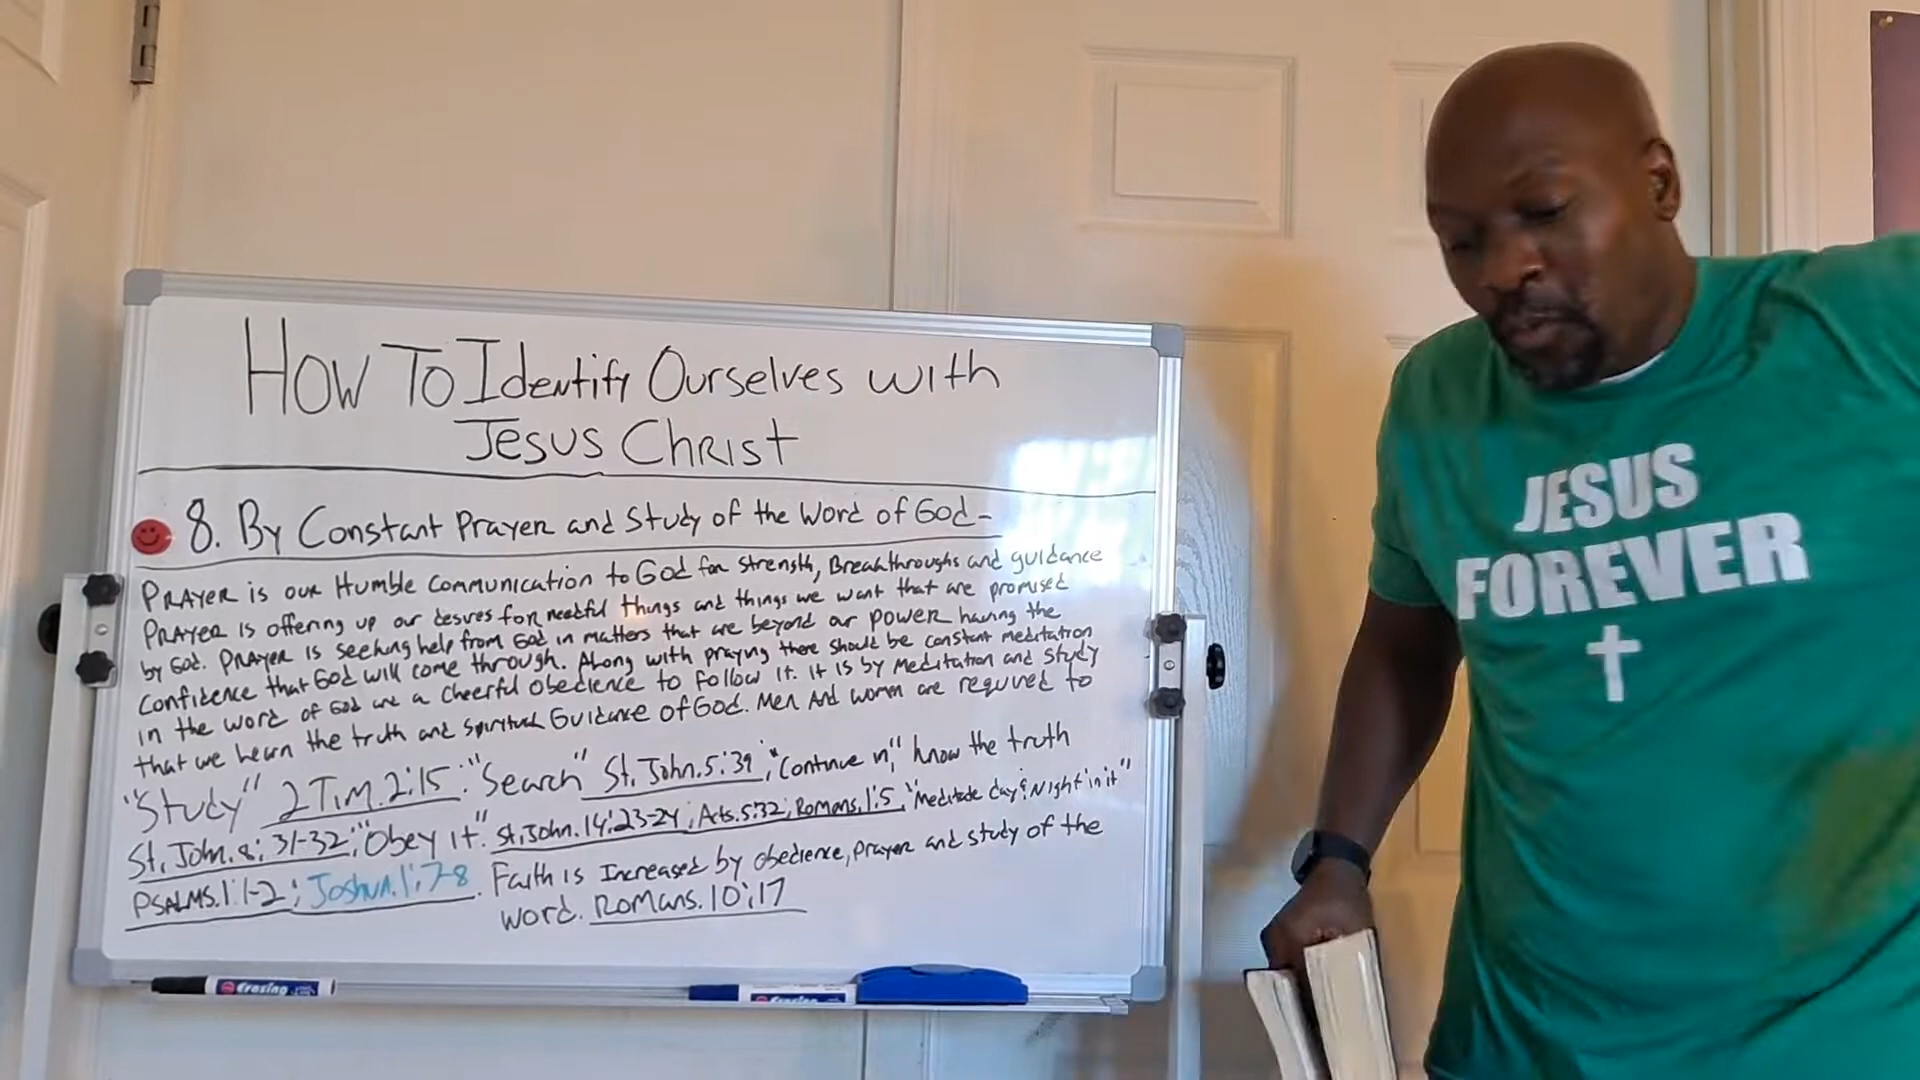 How To Identify Ourselves with
Jesus Christ
8. By Constant Prayer and Study of the Word of God-
Prayer is our Humble Communication to God for strength, Breakthroughs and guidance
Prayer is offering up our desires for needful things and things we want that are promised
by God. Prayer is seeking help from God in matters that are beyond our power having the
Confidence that God will come through. Along with praying there should be constant meditation
in the word of God and a cheerful obedience to follow it. it is by Meditation and study
that we learn the truth and spiritual Guidance of God. Men And women are required to
"Study" 2 Tim. 2:15; "Search" St. John. 5:39; "Continue in," know the truth
St. John. 8:31-32; "Obey it" St. John. 14:23-24; Acts. 5:32; Romans. 1:5 "Meditate day & Night in it"
Psalms. 1:1-2; Joshua. 1:7-8. Faith is Increased by obedience, prayer and study of the
word. Romans. 10:17
JESUS
FOREVER